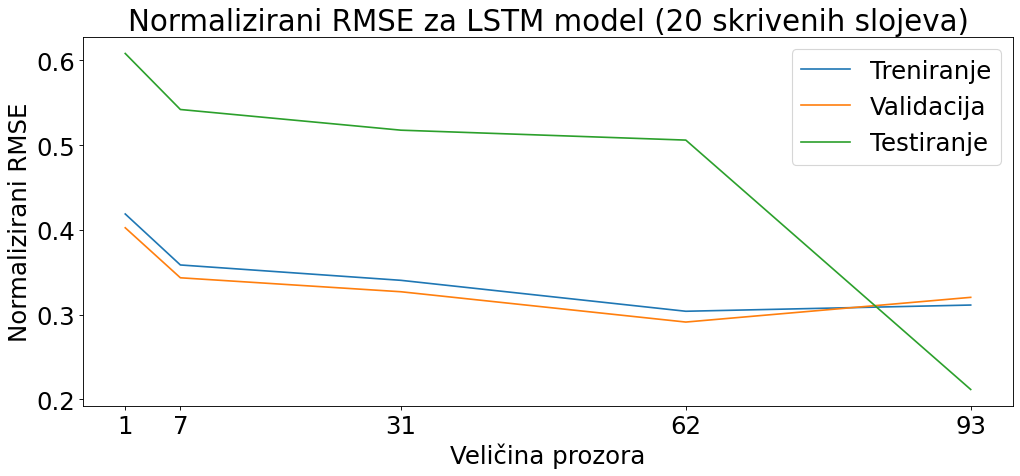 Normalizirani RMSE za LSTM model (20 skrivenih slojeva)
Normalizirani RMSE
0.6
0.5
0.4
0.3
0.2
Treniranje
Validacija
Testiranje
1 7 31 62 93
Veličina prozora